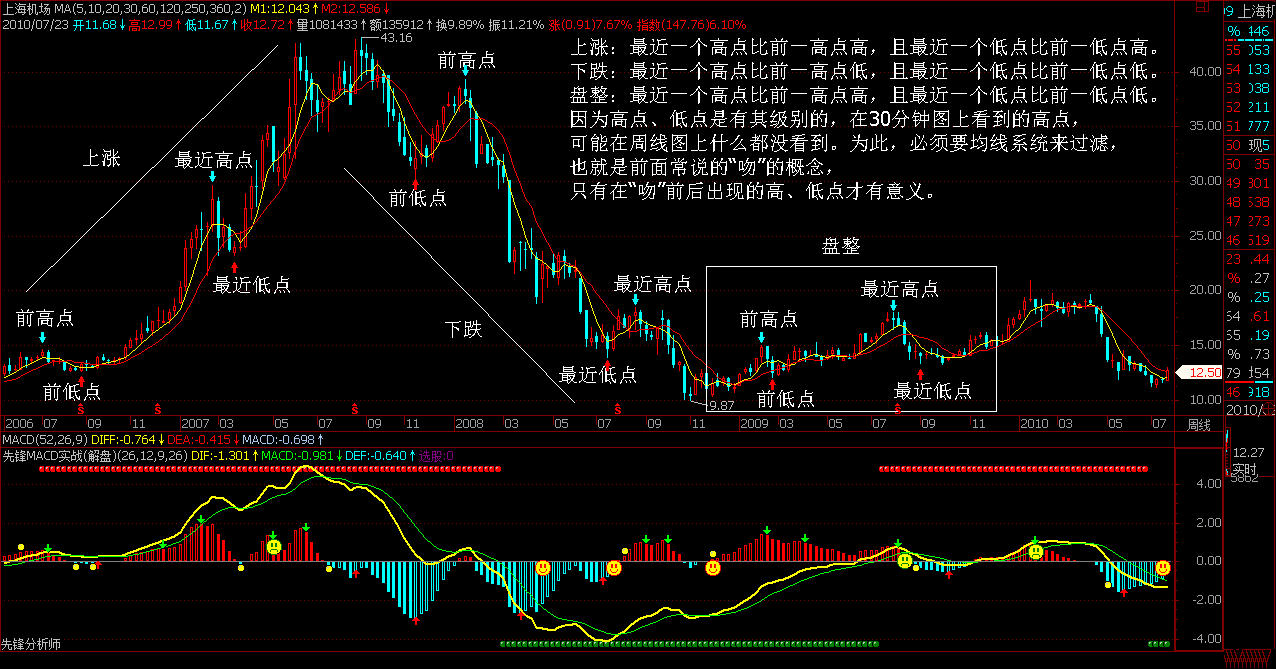 上海机场 MA(5,10,20,30,60,120,250,360,2) M1:12.043↑M2:12.586↓
2010/07/23 开11.68↓高12.99↑低11.67↑收12.72↑量1081433↑额135912↑换9.89% 振11.21% 涨(0.91)7.67% 指数(147.76)6.10%
上涨：最近一个高点比前一高点高，且最近一个低点比前一低点高。
下跌：最近一个高点比前一高点低，且最近一个低点比前一低点低。
盘整：最近一个高点比前一高点高，且最近一个低点比前一低点低。
因为高点、低点是有其级别的，在30分钟图上看到的高点，
可能在周线图上什么都没看到。为此，必须要均线系统来过滤，
也就是前面常说的“吻”的概念，
只有在“吻”前后出现的高、低点才有意义。
43.16
前高点
上涨
最近高点
前低点
最近低点
盘整
最近高点
最近高点
前高点
前高点
下跌
最近低点
前低点
最近低点
前低点
9.87
40.00
35.00
30.00
25.00
20.00
15.00
12.50
10.00
2006 07 09 11 2007 03 05 07 09 11 2008 03 05 07 09 11 2009 03 05 07 09 11 2010 03 05 07 周线
MACD(52,26,9) DIFF:-0.764↓DEA:-0.415↓MACD:-0.698↑
先锋MACD实战(解盘)(26,12,9,26) DIF:-1.301↑MACD:-0.981↓DEF:-0.640↑选股:0
4.00
2.00
0.00
-2.00
-4.00
先锋分析师
上海机
2010/
12.27
实时
5862